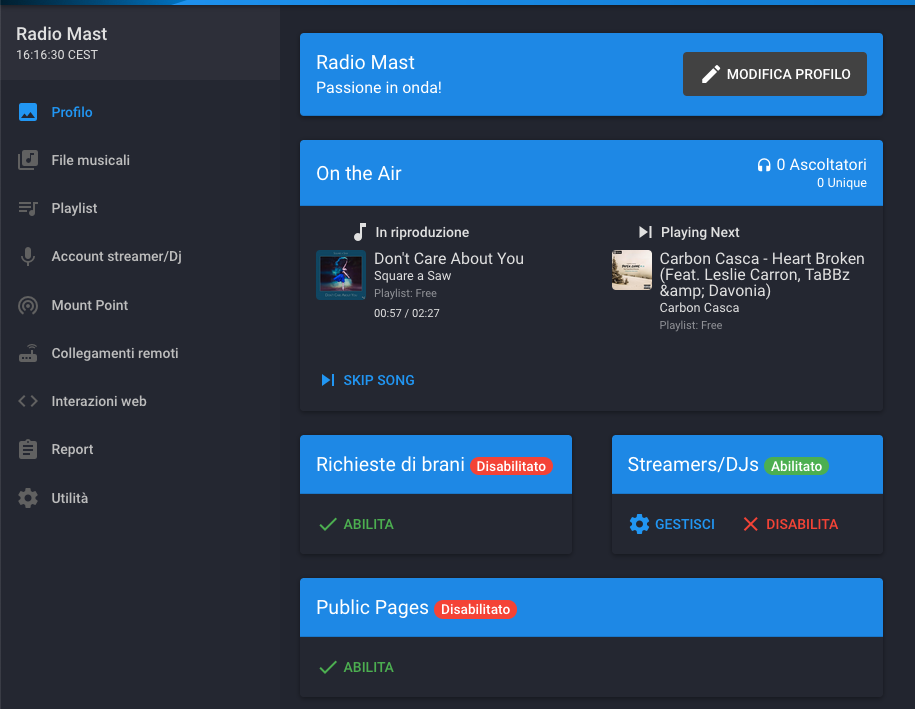 Radio Mast
16:16:30 CEST
Profilo
File musicali
Playlist
Account streamer/Dj
Mount Point
Collegamenti remoti
Interazioni web
Report
Utilità
Radio Mast
Passione in onda!
MODIFICA PROFILO
On the Air
0 Ascoltatori
0 Unique
In riproduzione
Don't Care About You
Square a Saw
Playlist: Free
00:57 / 02:27
Playing Next
Carbon Casca - Heart Broken
(Feat. Leslie Carron, TaBBz
&amp; Davonia)
Carbon Casca
Playlist: Free
SKIP SONG
Richieste di brani Disabilitato
ABILITA
Streamers/DJs Abilitato
GESTISCI
DISABILITA
Public Pages Disabilitato
ABILITA